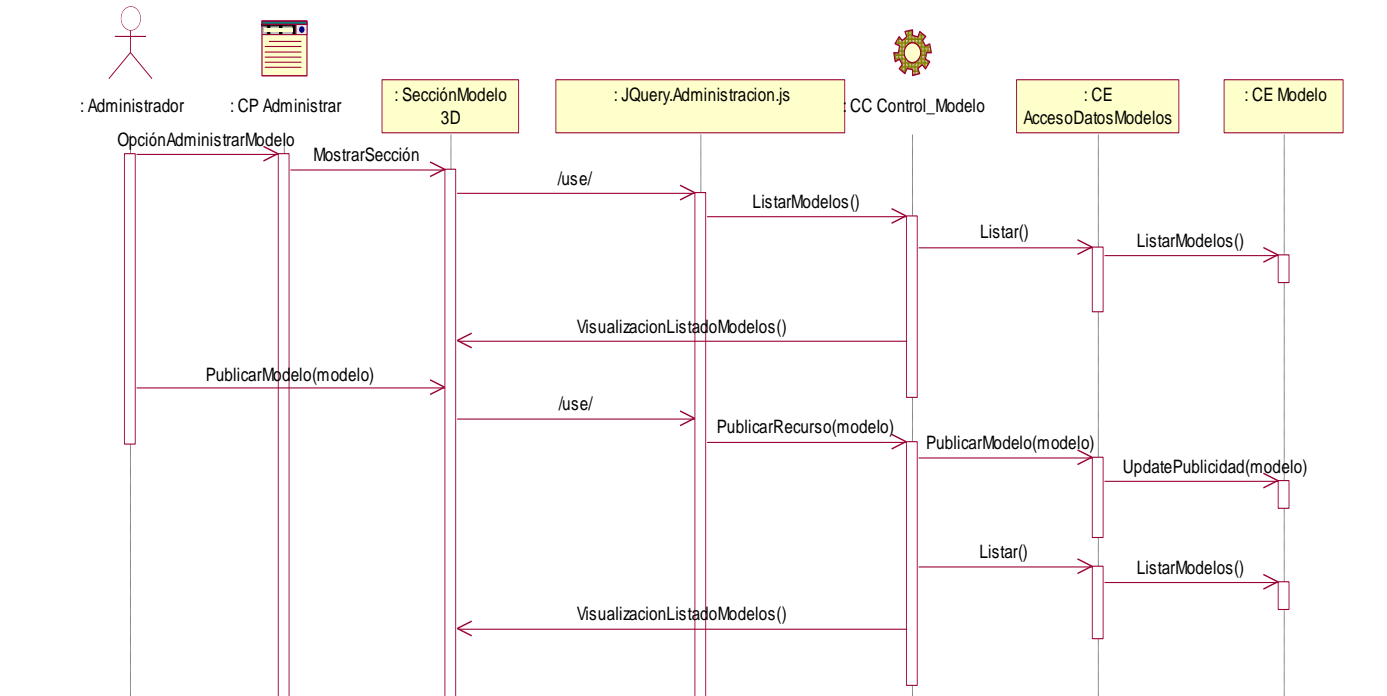 : Administrador
: CP Administrar
: SecciónModelo
3D
: JQuery.Administracion.js
: CC Control_Modelo
: CE
AccesoDatosModelos
: CE Modelo
OpciónAdministrarModelo
MostrarSección
/use/
ListarModelos()
Listar()
ListarModelos()
VisualizacionListadoModelos()
PublicarModelo(modelo)
/use/
PublicarRecurso(modelo)
PublicarModelo(modelo)
UpdatePublicidad(modelo)
Listar()
ListarModelos()
VisualizacionListadoModelos()